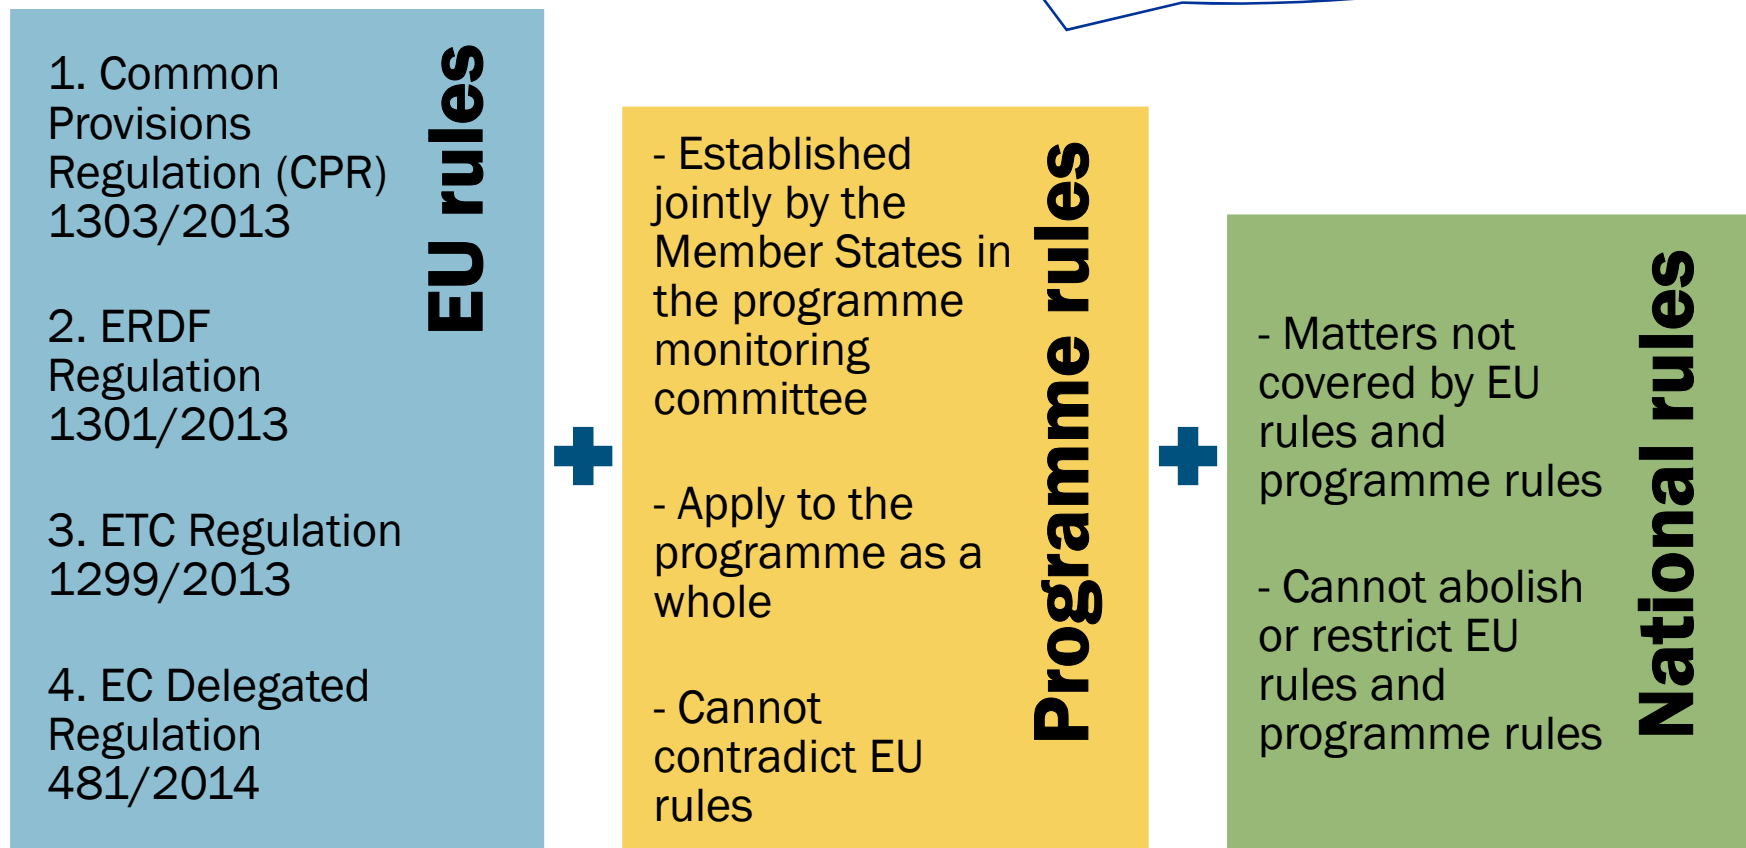 EU rules
1. Common
Provisions
Regulation (CPR)
1303/2013
2. ERDF
Regulation
1301/2013
3. ETC Regulation
1299/2013
4. EC Delegated
Regulation
481/2014
Programme rules
- Established
jointly by the
Member States in
the programme
monitoring
committee
- Apply to the
programme as a
whole
- Cannot
contradict EU
rules
National rules
- Matters not
covered by EU
rules and
programme rules
- Cannot abolish
or restrict EU
rules and
programme rules